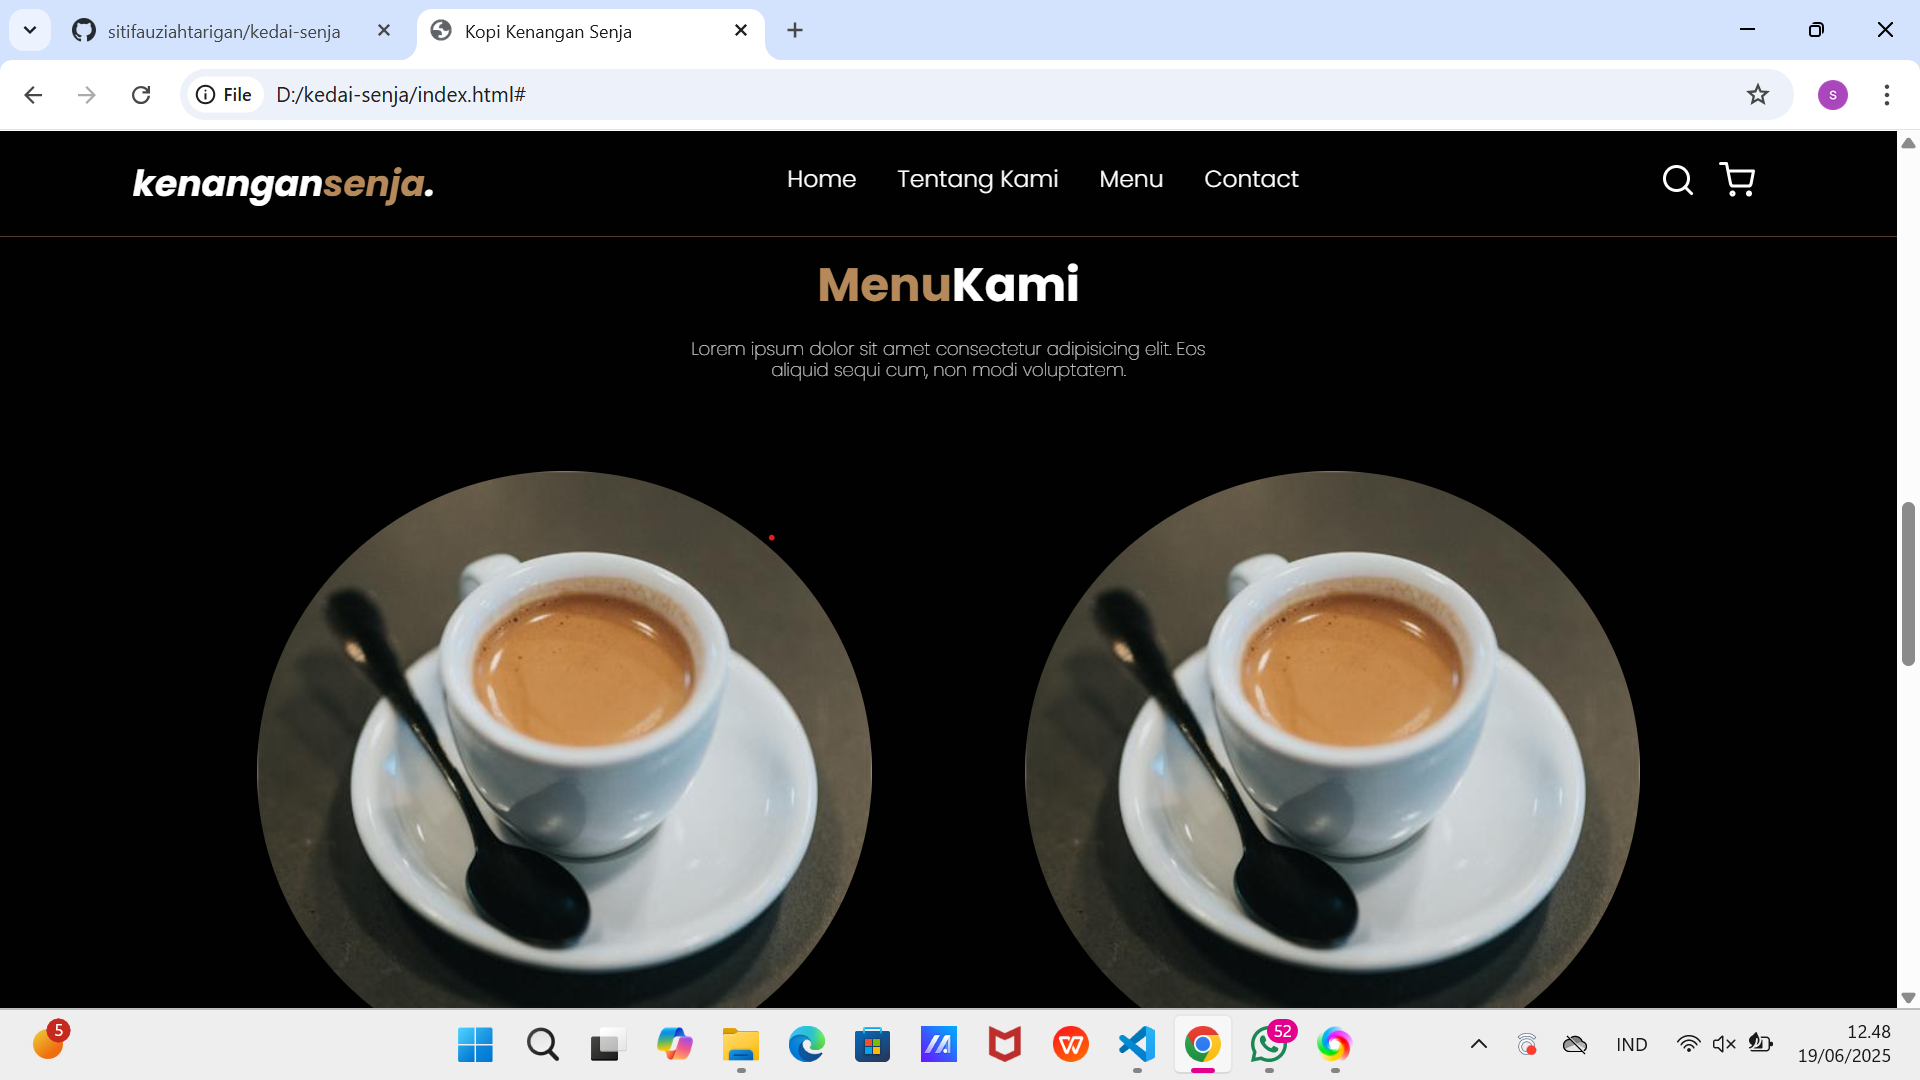 sitifauziahtarigan/kedai-senja
Kopi Kenangan Senja
File
D:/kedai-senja/index.html#
s
kenangansenja.
Home
Tentang Kami
Menu
Contact
MenuKami
Lorem ipsum dolor sit amet consectetur adipisicing elit. Eos
aliquid sequi cum, non modi voluptatem.
5
52
IND
12.48
19/06/2025